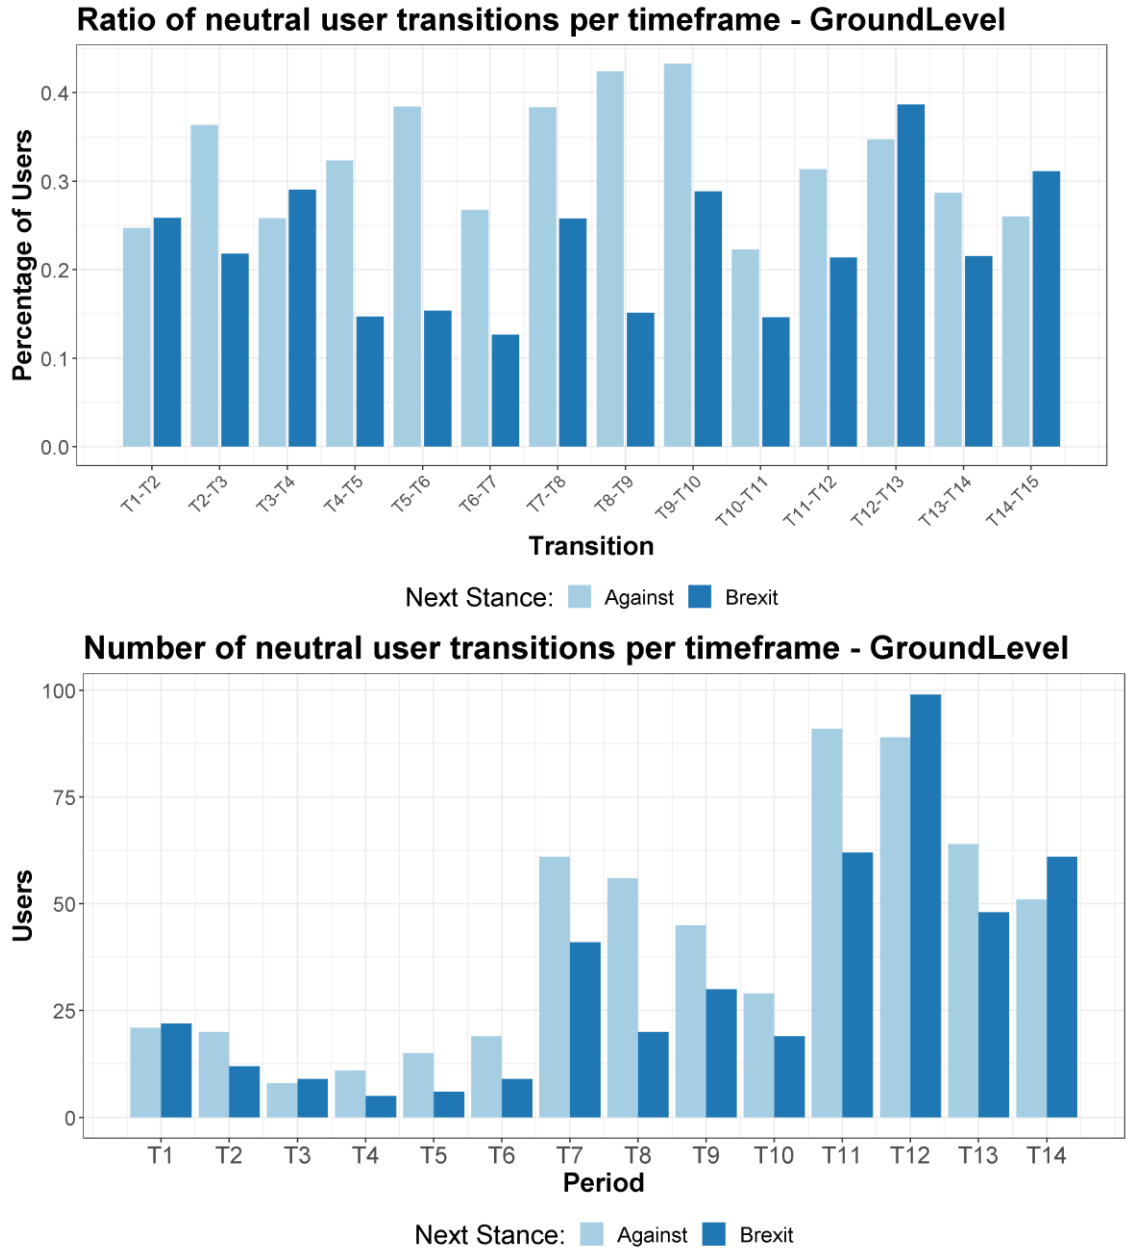 Ratio of neutral user transitions per timeframe - GroundLevel
Percentage of Users
0.4
0.3
0.2
0.1
0.0
T1-T2 T2-T3 T3-T4 T4-T5 T5-T6 T6-T7 T7-T8 T8-T9 T9-T10 T10-T11 T11-T12 T12-T13 T13-T14 T14-T15
Transition
Next Stance: Against Brexit
Number of neutral user transitions per timeframe - GroundLevel
Users
100
75
50
25
0
T1 T2 T3 T4 T5 T6 T7 T8 T9 T10 T11 T12 T13 T14
Period
Next Stance: Against Brexit